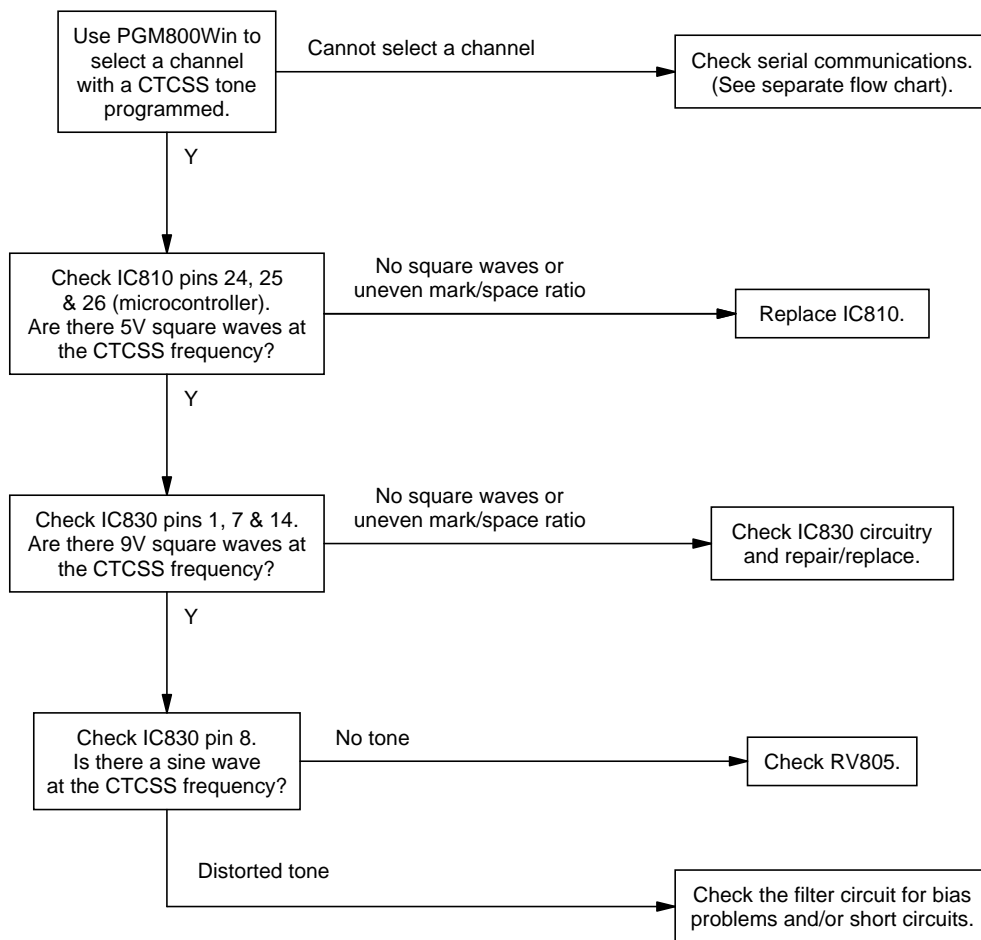 Use PGM800Win to
select a channel
with a CTCSS tone
programmed.
Cannot select a channel
Check serial communications.
(See separate flow chart).
Y
Check IC810 pins 24, 25
& 26 (microcontroller).
Are there 5V square waves at
the CTCSS frequency?
No square waves or
uneven mark/space ratio
Replace IC810.
Y
Check IC830 pins 1, 7 & 14.
Are there 9V square waves at
the CTCSS frequency?
No square waves or
uneven mark/space ratio
Check IC830 circuitry
and repair/replace.
Y
Check IC830 pin 8.
Is there a sine wave
at the CTCSS frequency?
No tone
Check RV805.
Distorted tone
Check the filter circuit for bias
problems and/or short circuits.